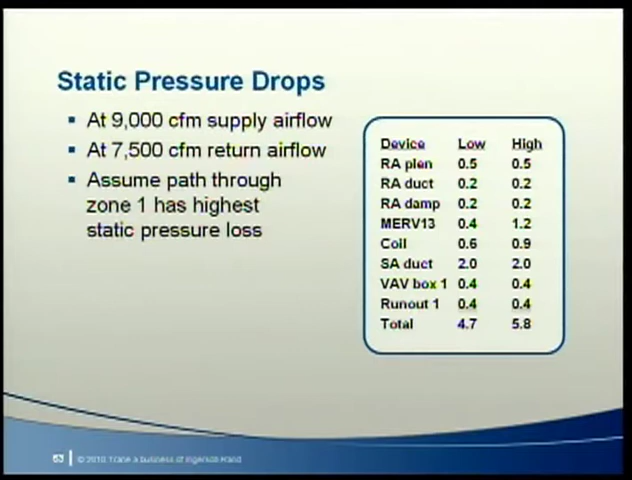 Static Pressure Drops
At 9,000 cfm supply airflow
At 7,500 cfm return airflow
Assume path through
zone 1 has highest
static pressure loss
Device Low High
RA plen 0.5 0.5
RA duct 0.2 0.2
RA damp 0.2 0.2
MERV13 0.4 1.2
Coil 0.6 0.9
SA duct 2.0 2.0
VAV box 1 0.4 0.4
Runout 1 0.4 0.4
Total 4.7 5.8
© 2010 Trane a business of Ingersoll-Rand